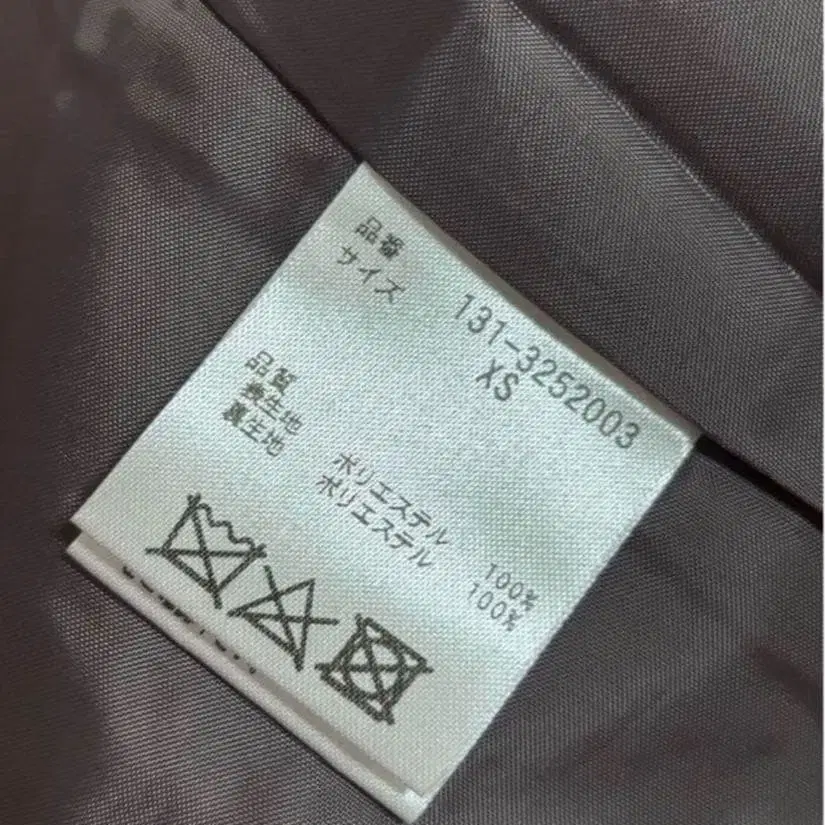 品番 131-3252003
サイズ XS
品質
表生地 ポリエステル 100%
裏生地 ポリエステル 100%